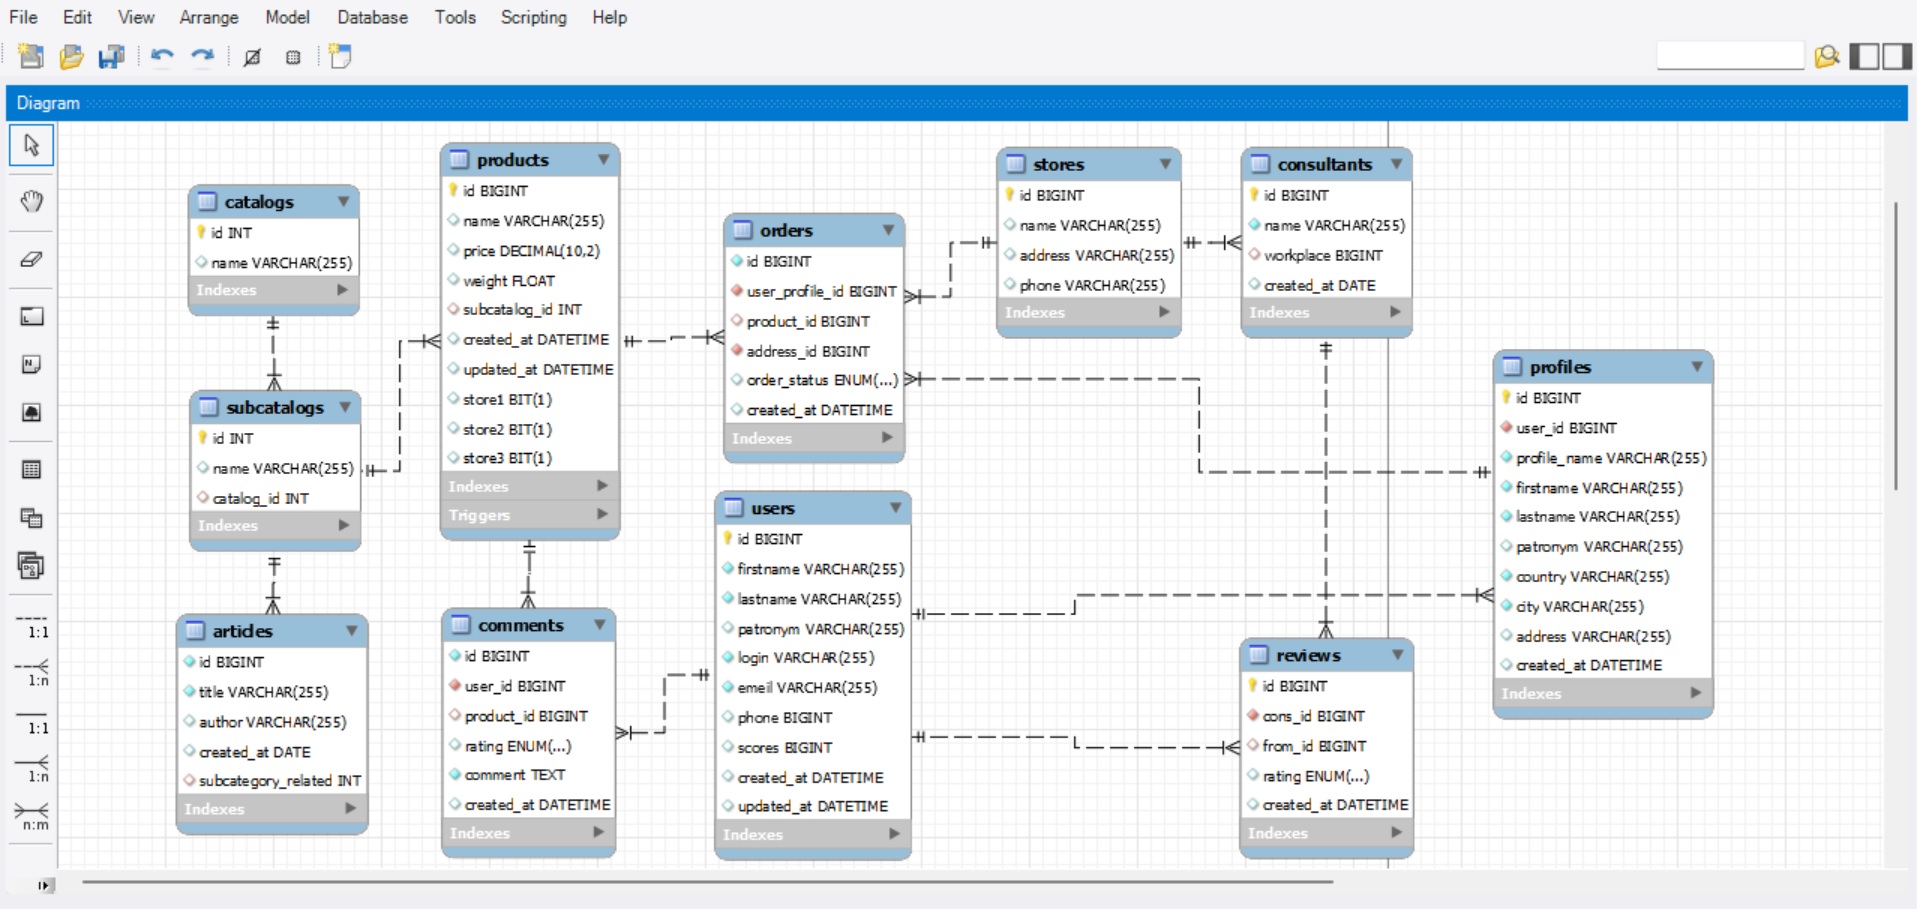 File Edit View Arrange Model Database Tools Scripting Help
Diagram
1:1
1:n
1:1
1:n
n:m
catalogs
id INT
name VARCHAR(255)
Indexes
subcatalogs
id INT
name VARCHAR(255)
catalog_id INT
Indexes
articles
id BIGINT
title VARCHAR(255)
author VARCHAR(255)
created_at DATE
subcategory_related INT
Indexes
products
id BIGINT
name VARCHAR(255)
price DECIMAL(10,2)
weight FLOAT
subcatalog_id INT
created_at DATETIME
updated_at DATETIME
store1 BIT(1)
store2 BIT(1)
store3 BIT(1)
Indexes
Triggers
comments
id BIGINT
user_id BIGINT
product_id BIGINT
rating ENUM(...)
comment TEXT
created_at DATETIME
Indexes
orders
id BIGINT
user_profile_id BIGINT
product_id BIGINT
address_id BIGINT
order_status ENUM(...)
created_at DATETIME
Indexes
users
id BIGINT
firstname VARCHAR(255)
lastname VARCHAR(255)
patronym VARCHAR(255)
login VARCHAR(255)
emeil VARCHAR(255)
phone BIGINT
scores BIGINT
created_at DATETIME
updated_at DATETIME
Indexes
stores
id BIGINT
name VARCHAR(255)
address VARCHAR(255)
phone VARCHAR(255)
Indexes
consultants
id BIGINT
name VARCHAR(255)
workplace BIGINT
created_at DATE
Indexes
reviews
id BIGINT
cons_id BIGINT
from_id BIGINT
rating ENUM(...)
created_at DATETIME
Indexes
profiles
id BIGINT
user_id BIGINT
profile_name VARCHAR(255)
firstname VARCHAR(255)
lastname VARCHAR(255)
patronym VARCHAR(255)
country VARCHAR(255)
city VARCHAR(255)
address VARCHAR(255)
created_at DATETIME
Indexes